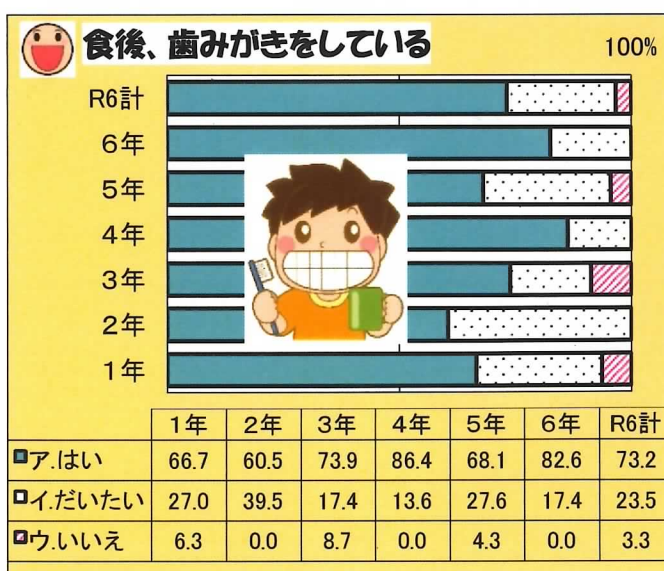 食後、歯みがきをしている
100%
R6計
6年
5年
4年
3年
2年
1年
1年 2年 3年 4年 5年 6年 R6計
ア.はい 66.7 60.5 73.9 86.4 68.1 82.6 73.2
イ.だいたい 27.0 39.5 17.4 13.6 27.6 17.4 23.5
ウ.いいえ 6.3 0.0 8.7 0.0 4.3 0.0 3.3